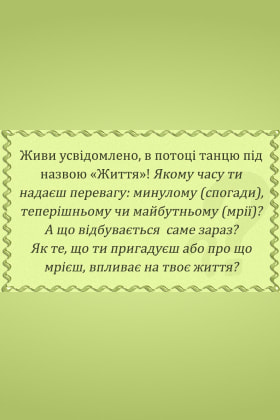 Живи усвідомлено, в потоці танцю під
назвою «Життя»! Якому часу ти
надаєш перевагу: минулому (спогади),
теперішньому чи майбутньому (мрії)?
А що відбувається саме зараз?
Як те, що ти пригадуєш або про що
мрієш, впливає на твоє життя?